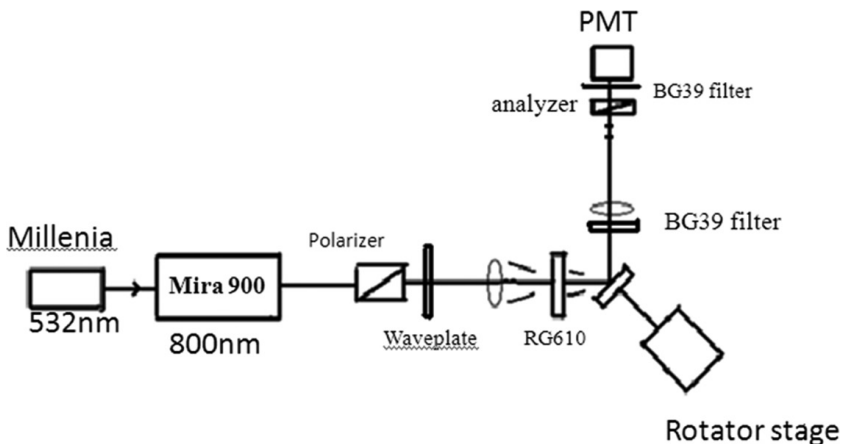 PMT
BG39 filter
analyzer
BG39 filter
Millenia
Polarizer
Mira 900
532nm
800nm
Waveplate
RG610
Rotator stage